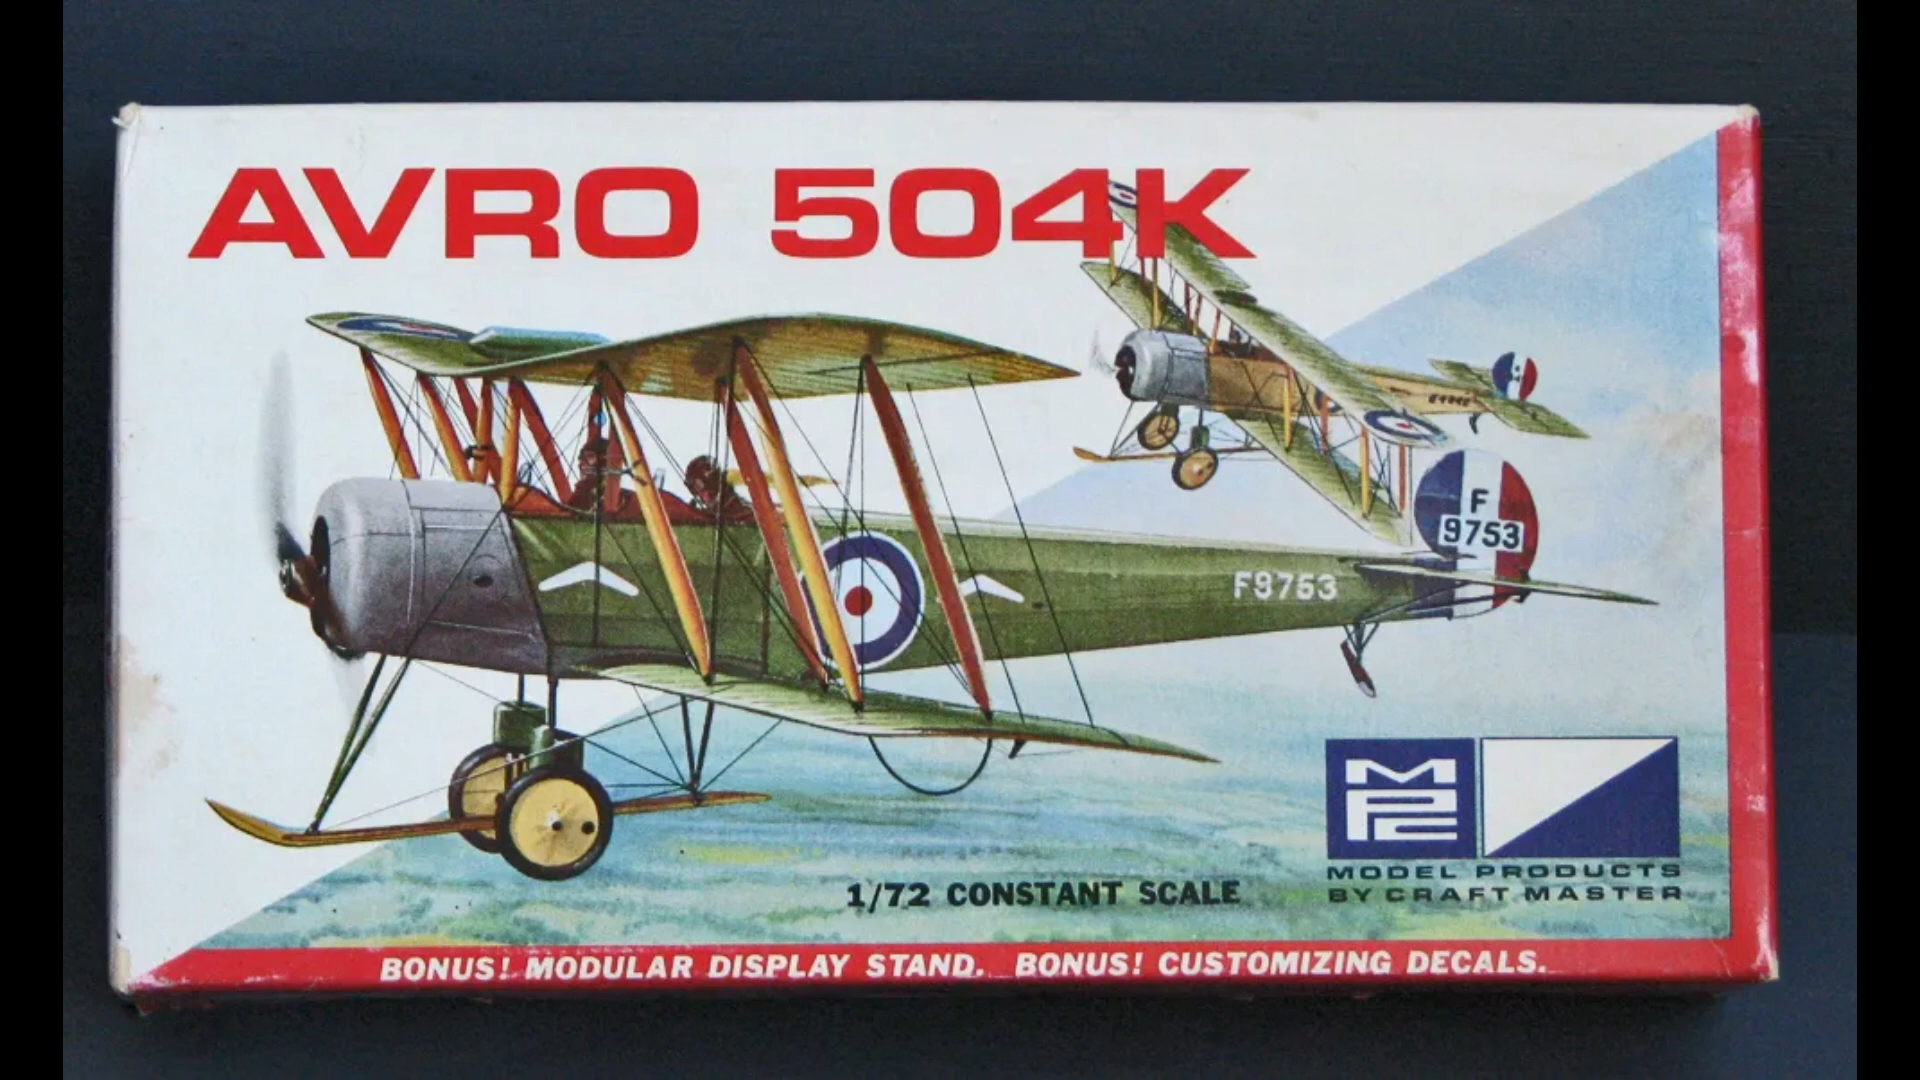 AVRO 504K
F
9753
F9753
MPC
MODEL PRODUCTS
BY CRAFT MASTER
1/72 CONSTANT SCALE
BONUS! MODULAR DISPLAY STAND. BONUS! CUSTOMIZING DECALS.